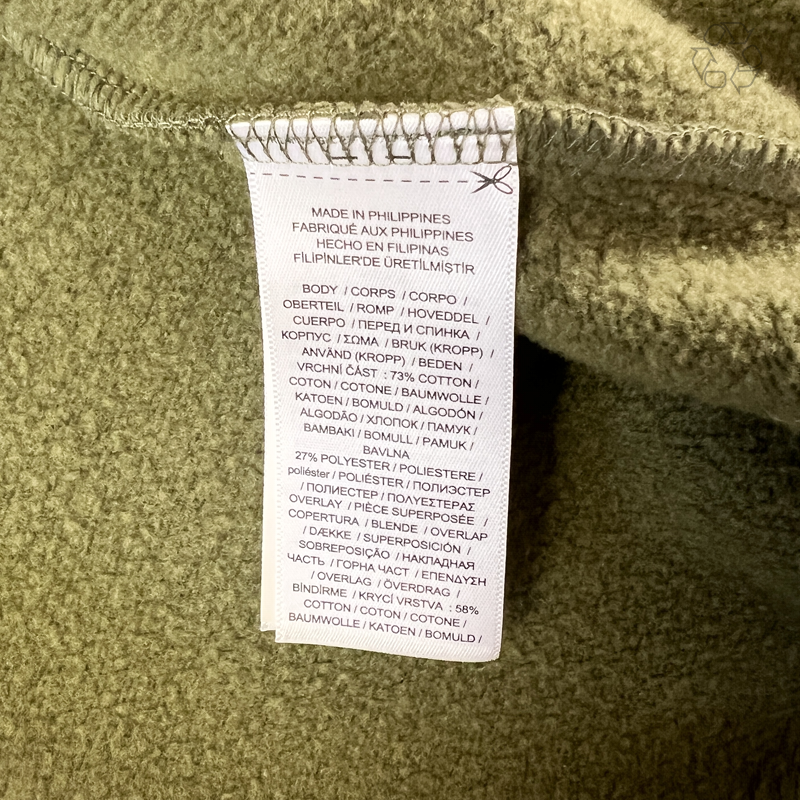 MADE IN PHILIPPINES
FABRIQUÉ AUX PHILIPPINES
HECHO EN FILIPINAS
FİLİPİNLER'DE ÜRETİLMİŞTİR
BODY / CORPS / CORPO /
OBERTEIL / ROMP / HOVEDDEL /
CUERPO / ПЕРЕД И СПИНКА /
КОРПУС / ΣΩΜΑ / BRUK (KROPP) /
ANVÄND (KROPP) / BEDEN /
VRCHNÍ ČÁST : 73% COTTON /
COTON / COTONE / BAUMWOLLE /
KATOEN / BOMULD / ALGODÓN /
ALGODÃO / ХЛОПОК / ПАМУК /
BAMBAKI / BOMULL / PAMUK /
BAVLNA
27% POLYESTER / POLIESTERE /
poliéster / POLIÉSTER / ПОЛИЭСТЕР
/ ПОЛИЕСТЕР / ΠΟΛΥΕΣΤΕΡΑΣ
OVERLAY / PIÈCE SUPERPOSÉE /
COPERTURA / BLENDE / OVERLAP
/ DÆKKE / SUPERPOSICIÓN /
SOBREPOSIÇÃO / НАКЛАДНАЯ
ЧАСТЬ / ГОРНА ЧАСТ / ΕΠΕΝΔΥΣΗ
/ OVERLAG / ÖVERDRAG /
BİNDİRME / KRYCÍ VRSTVA : 58%
COTTON / COTON / COTONE /
BAUMWOLLE / KATOEN / BOMULD /